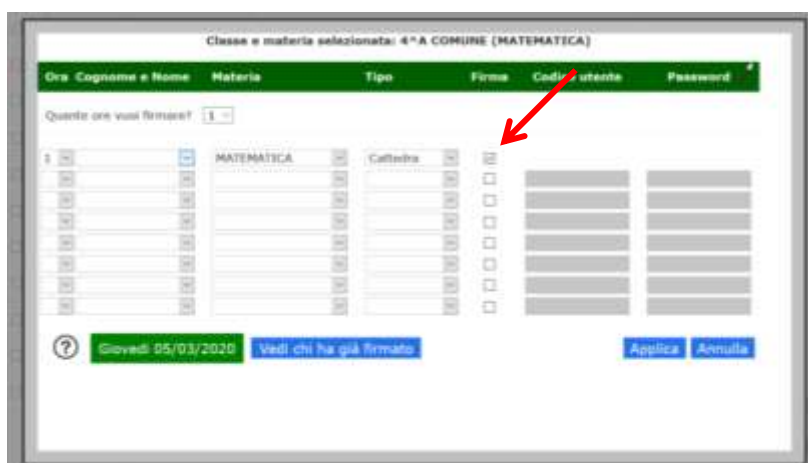 Classe e materia selezionata: 4^A COMUNE (MATEMATICA)
Ora Cognome e Nome Materia Tipo Firma Codice utente Password
Quante ore vuoi firmare? 1
1 MATEMATICA Cattedra
? Giovedì 05/03/2020 Vedi chi ha già firmato Applica Annulla